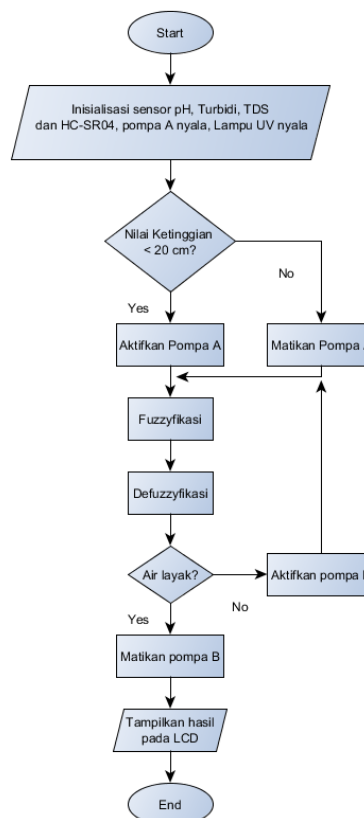 Start
Inisialisasi sensor pH, Turbidi, TDS
dan HC-SR04, pompa A nyala, Lampu UV nyala
Nilai Ketinggian
< 20 cm?
No
Yes
Aktifkan Pompa A
Matikan Pompa
Fuzzyfikasi
Defuzzyfikasi
Air layak?
Aktifkan pompa
Yes
No
Matikan pompa B
Tampilkan hasil
pada LCD
End